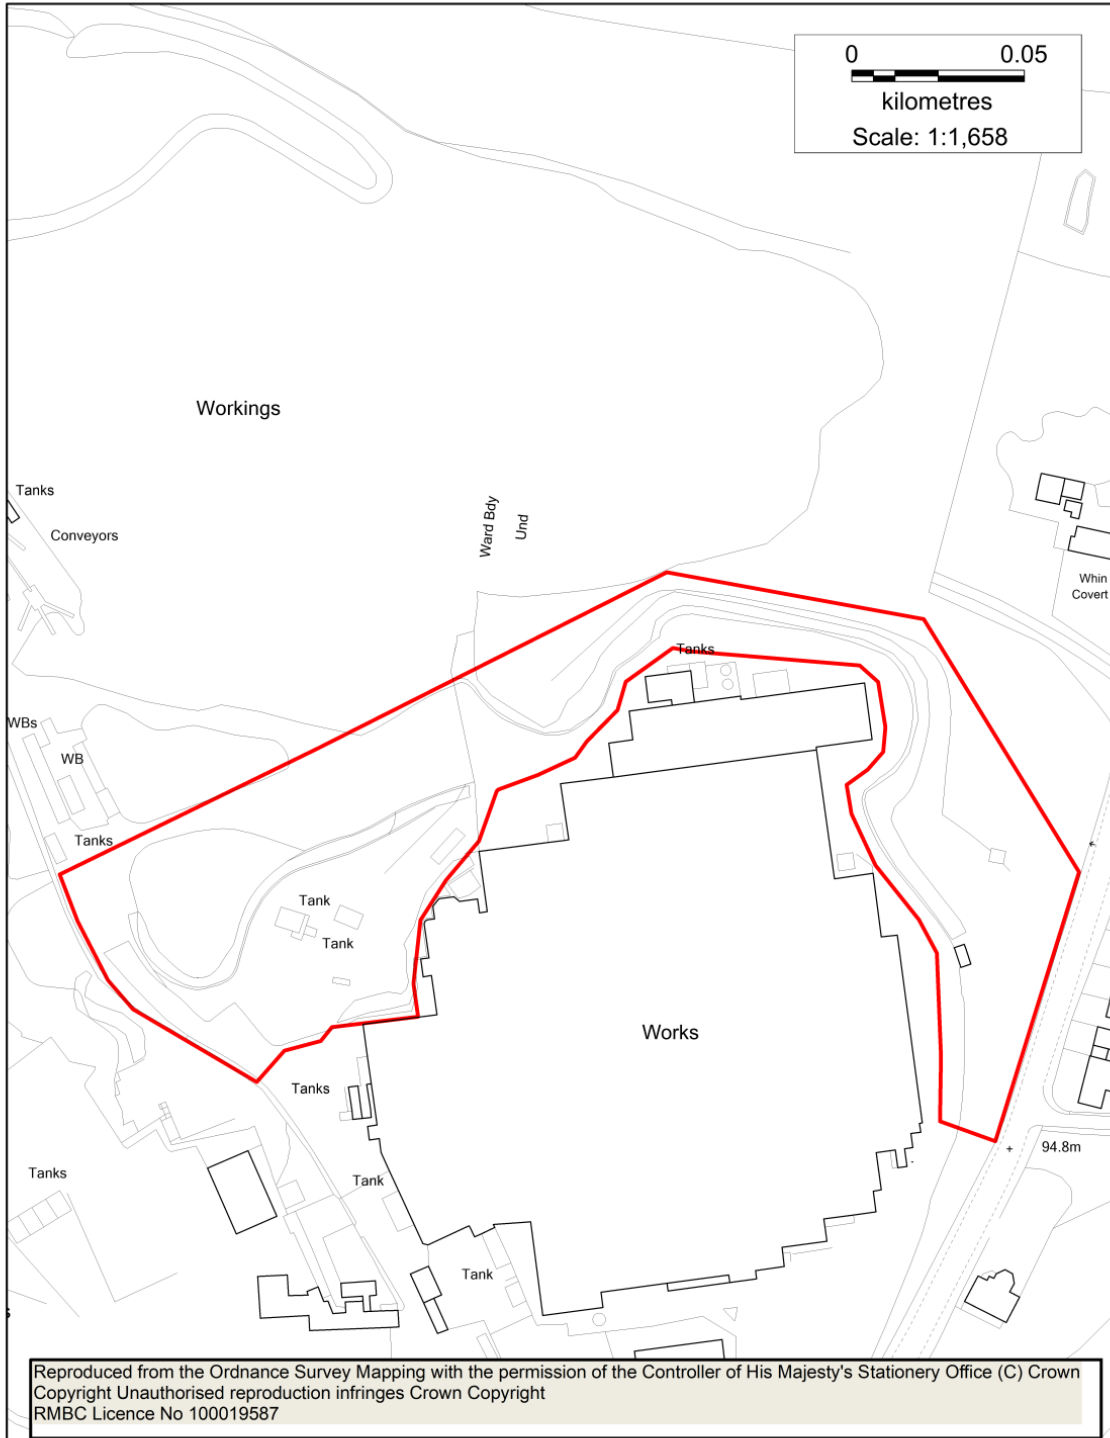 0 0.05
kilometres
Scale: 1:1,658
Workings
Tanks
Conveyors
Ward Bdy
Und
Whin
Covert
Tanks
WBs
WB
Tanks
Tank
Tank
Works
Tanks
94.8m
Tanks
Tank
Tank
s
Reproduced from the Ordnance Survey Mapping with the permission of the Controller of His Majesty's Stationery Office (C) Crown
Copyright Unauthorised reproduction infringes Crown Copyright
RMBC Licence No 100019587